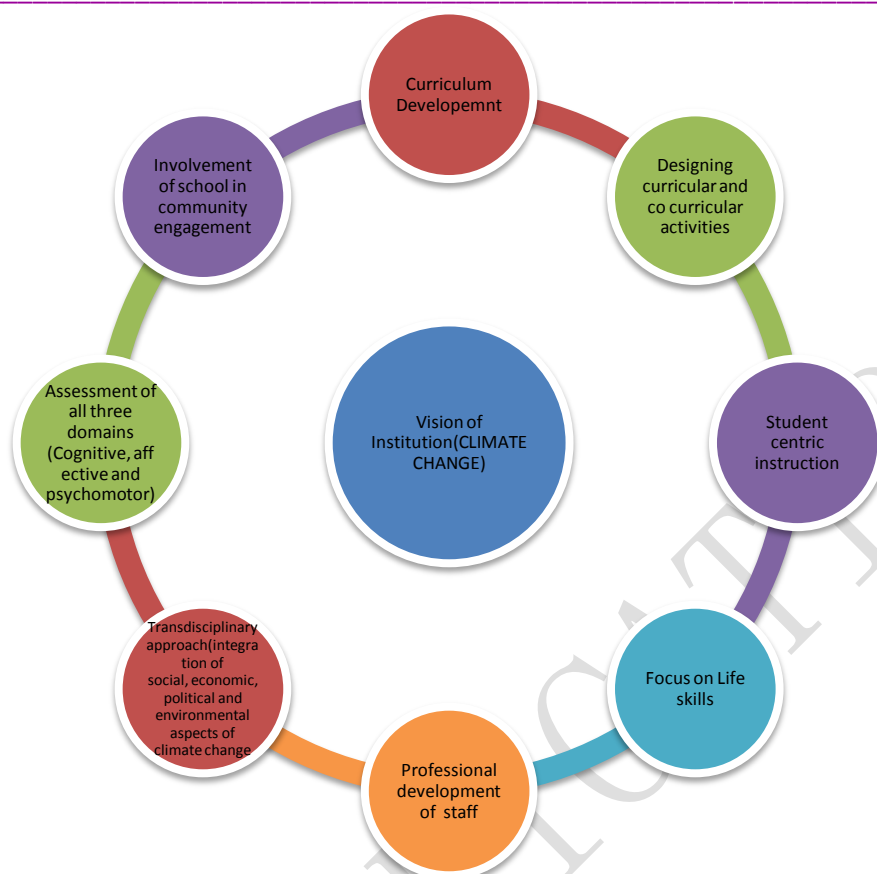 Curriculum
Developemnt
Designing
curricular and
co curricular
activities
Student
centric
instruction
Focus on Life
skills
Professional
development
of staff
Transdisciplinary
approach(integra
tion of
social, economic,
political and
environmental
aspects of
climate change
Assessment of
all three
domains
(Cognitive, aff
ective and
psychomotor)
Involvement
of school in
community
engagement
Vision of
Institution(CLIMATE
CHANGE)